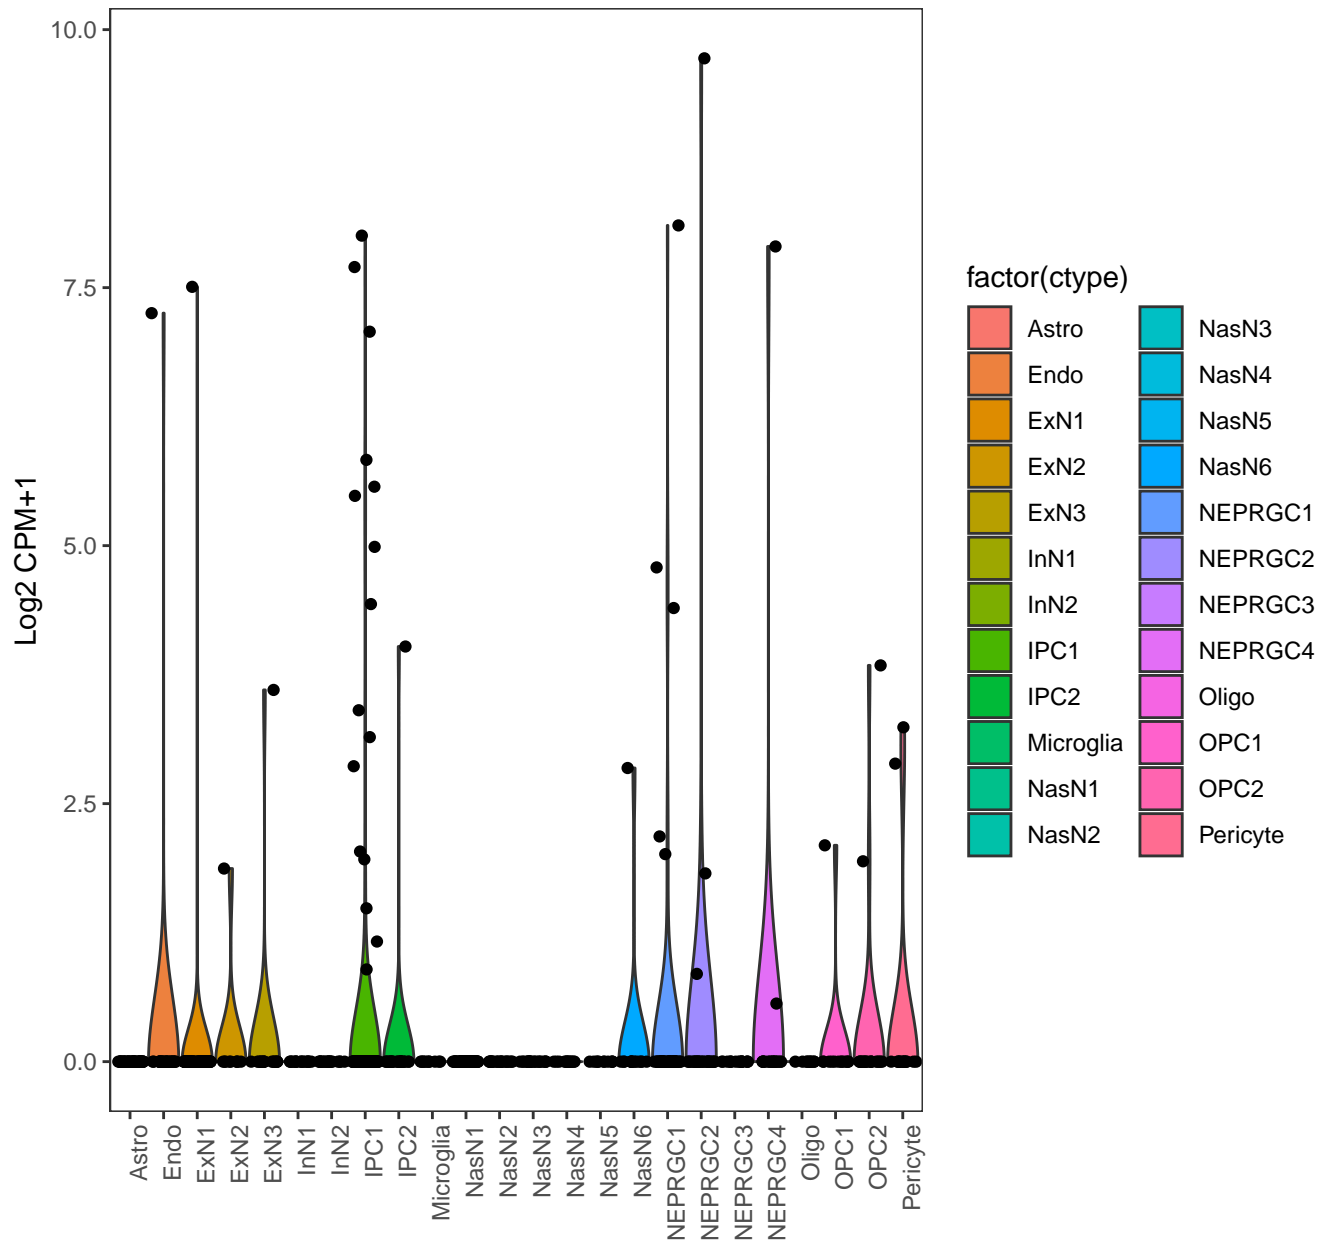 10.0
7.5
5.0
2.5
0.0
Log2 CPM+1
Astro
Endo
ExN1
ExN2
ExN3
InN1
InN2
IPC1
IPC2
Microglia
NasN1
NasN2
NasN3
NasN4
NasN5
NasN6
NEPRGC1
NEPRGC2
NEPRGC3
NEPRGC4
Oligo
OPC1
OPC2
Pericyte
factor(ctype)
Astro
Endo
ExN1
ExN2
ExN3
InN1
InN2
IPC1
IPC2
Microglia
NasN1
NasN2
NasN3
NasN4
NasN5
NasN6
NEPRGC1
NEPRGC2
NEPRGC3
NEPRGC4
Oligo
OPC1
OPC2
Pericyte